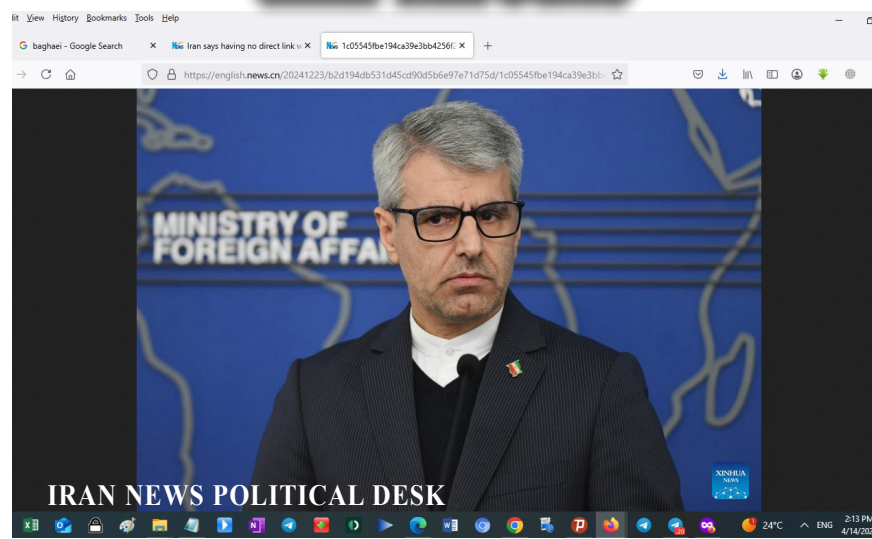 View History Bookmarks Tools Help
baghaei - Google Search
Iran says having no direct link w
1c05545fbe194ca39e3bb4256f
https://english.news.cn/20241223/b2d194db531d45cd90d5b6e97e71d75d/1c05545fbe194ca39e3bb
MINISTRY OF
FOREIGN AFFAI
XINHUA
NEWS
IRAN NEWS POLITICAL DESK
24°C
ENG
2:13 PM
4/14/202